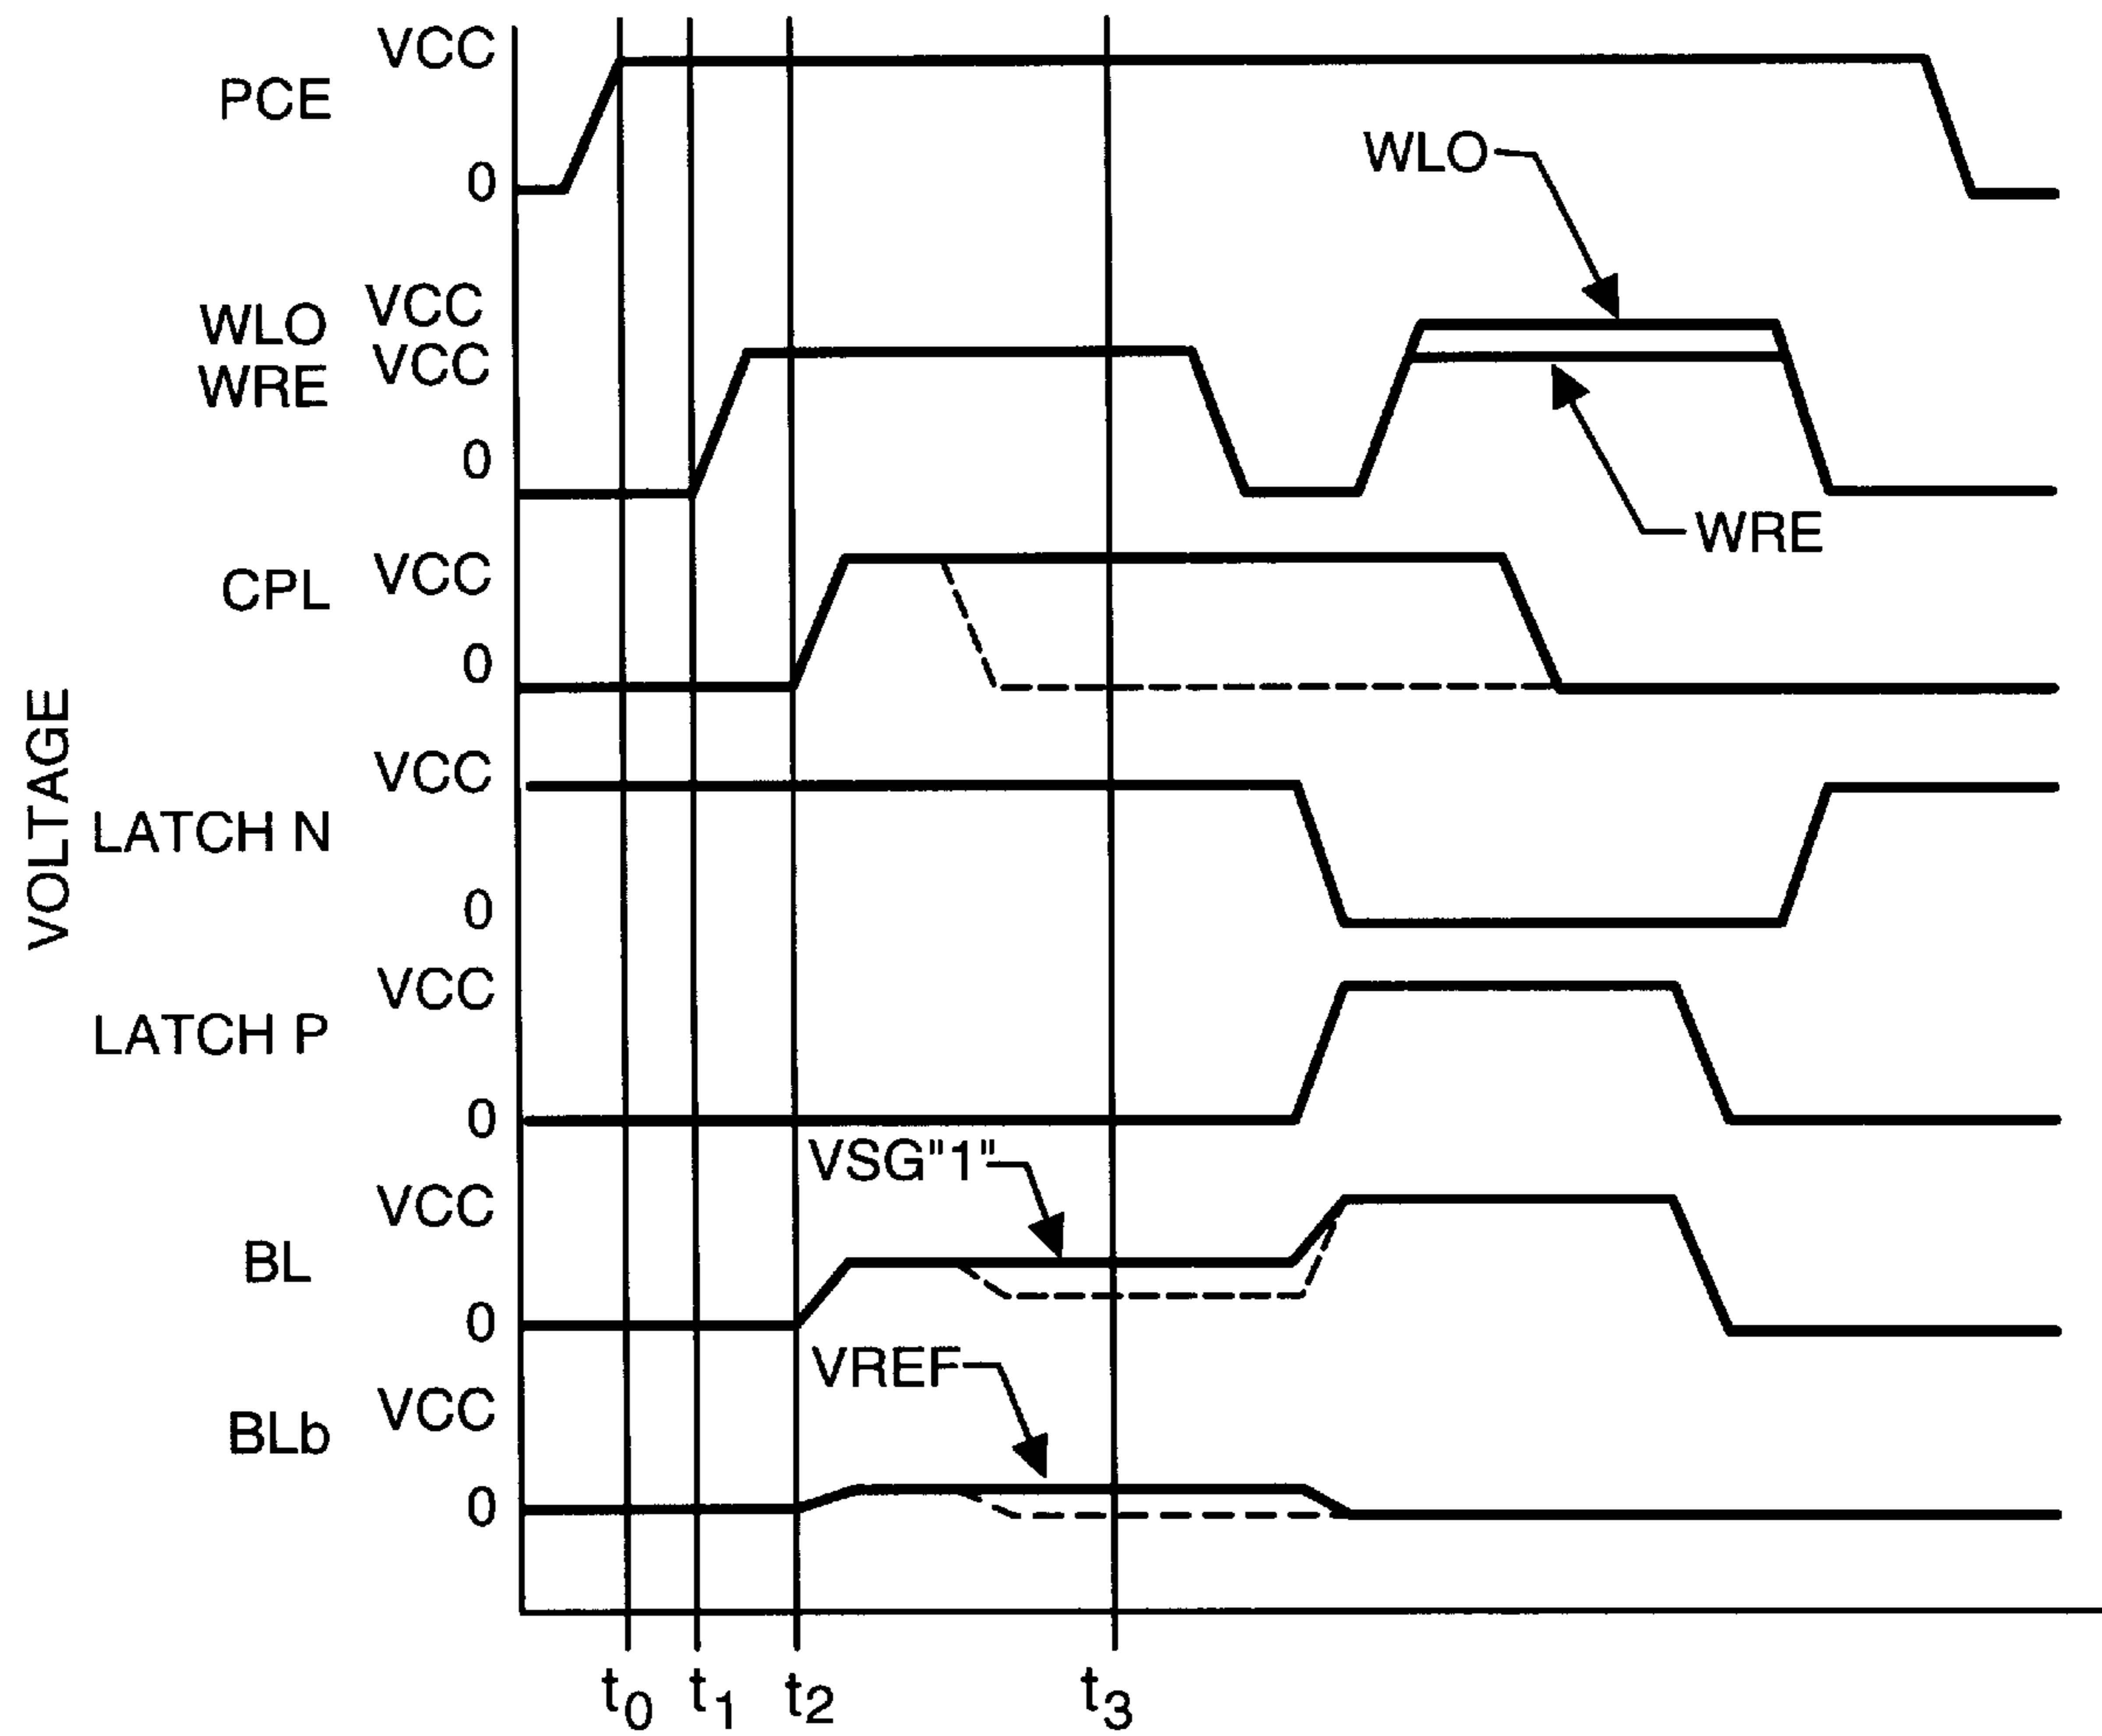 VCC
PCE
0
WLO
WLO VCC
WRE VCC
0
WRE
CPL VCC
0
VOLTAGE
VCC
LATCH N
0
VCC
LATCH P
0
VSG"1"
VCC
BL
0
VREF
VCC
BLb
0
t0 t1 t2 t3